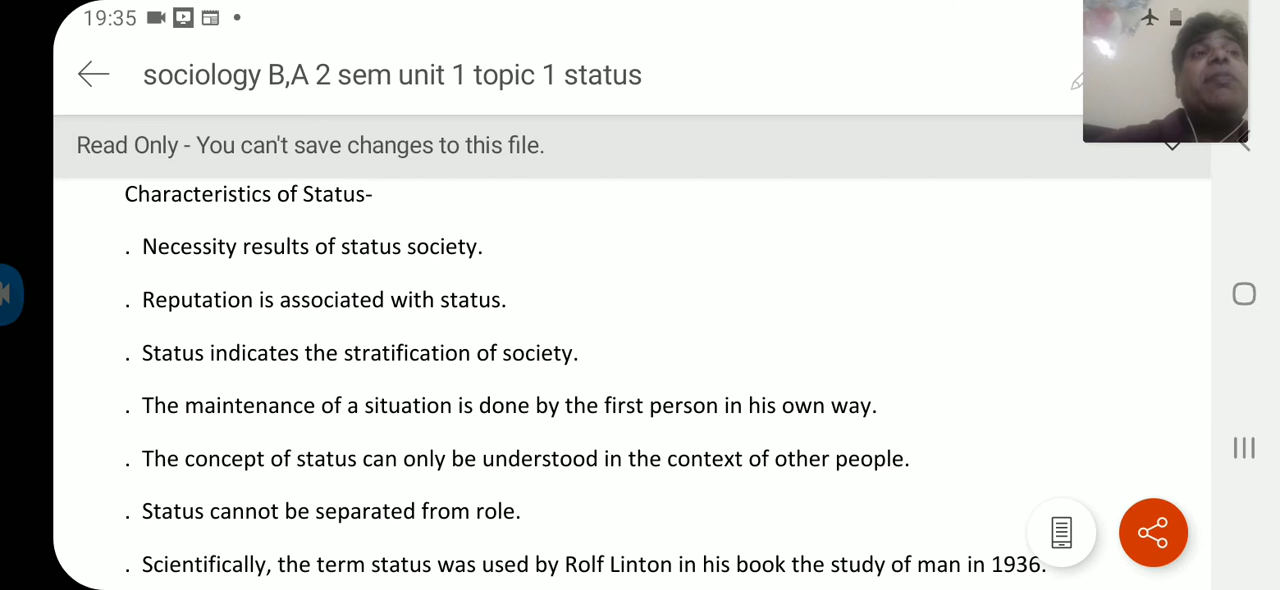 19:35
sociology B,A 2 sem unit 1 topic 1 status
Read Only - You can't save changes to this file.
Characteristics of Status-
. Necessity results of status society.
. Reputation is associated with status.
. Status indicates the stratification of society.
. The maintenance of a situation is done by the first person in his own way.
. The concept of status can only be understood in the context of other people.
. Status cannot be separated from role.
. Scientifically, the term status was used by Rolf Linton in his book the study of man in 1936.